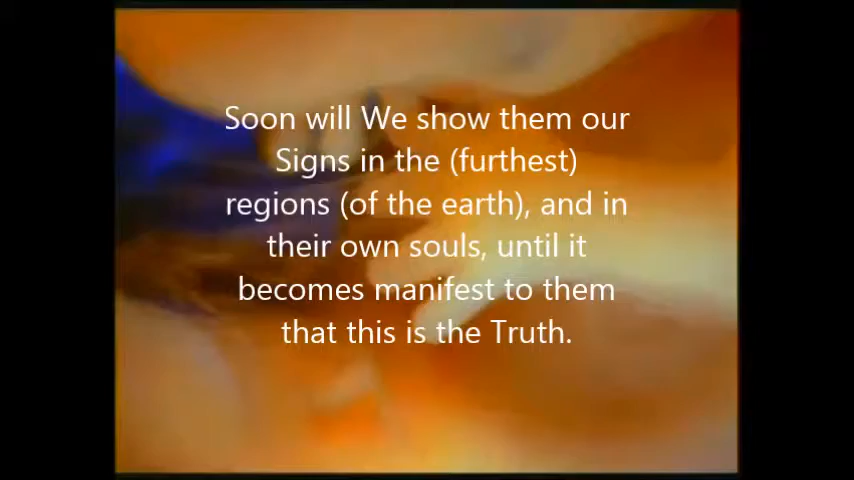 Soon will We show them our
Signs in the (furthest)
regions (of the earth), and in
their own souls, until it
becomes manifest to them
that this is the Truth.